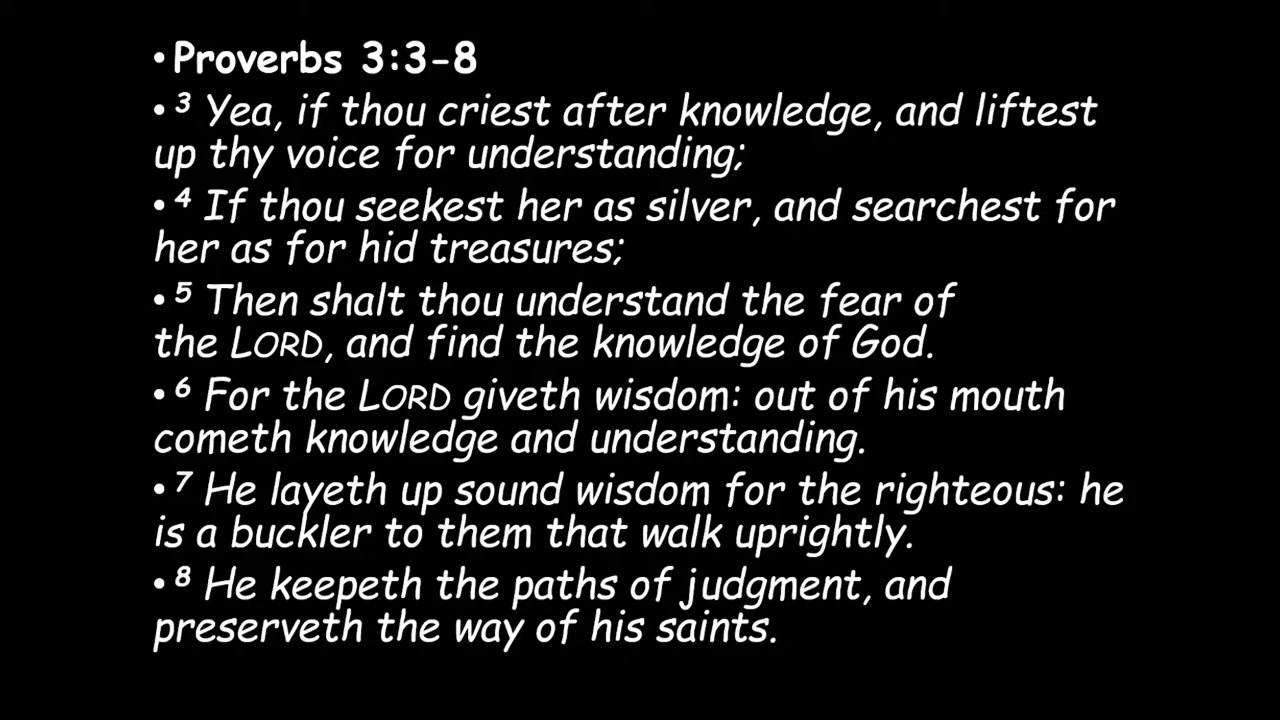 • Proverbs 3:3-8
• ³ Yea, if thou criest after knowledge, and liftest
up thy voice for understanding;
• ⁴ If thou seekest her as silver, and searchest for
her as for hid treasures;
• ⁵ Then shalt thou understand the fear of
the LORD, and find the knowledge of God.
• ⁶ For the LORD giveth wisdom: out of his mouth
cometh knowledge and understanding.
• ⁷ He layeth up sound wisdom for the righteous: he
is a buckler to them that walk uprightly.
• ⁸ He keepeth the paths of judgment, and
preserveth the way of his saints.